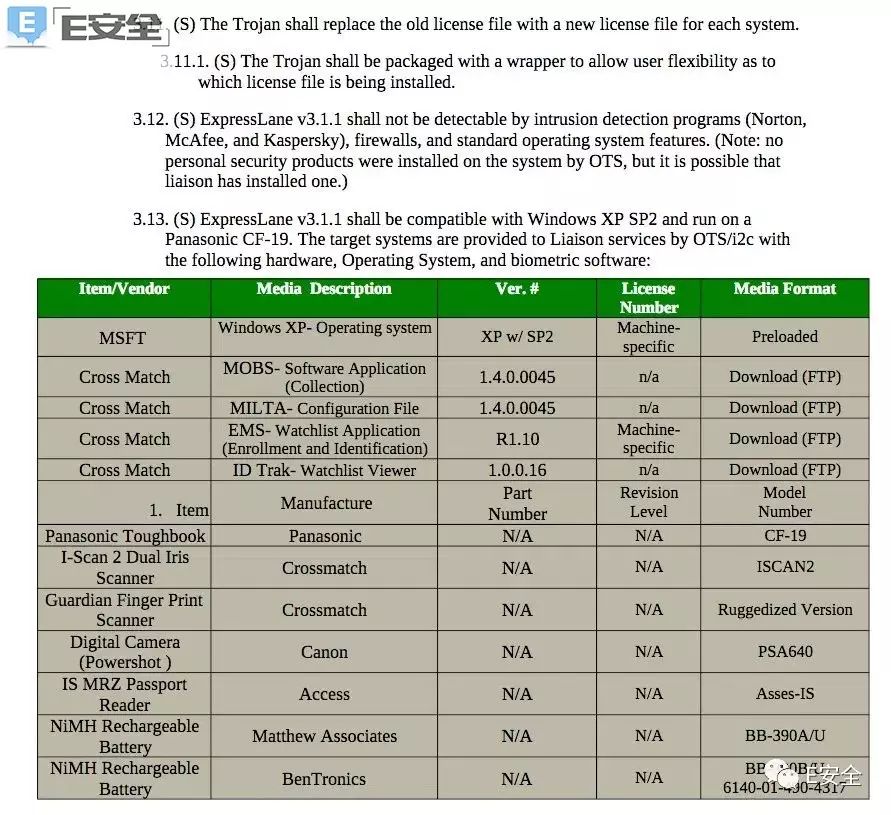 E安全
(S) The Trojan shall replace the old license file with a new license file for each system.
3.11.1. (S) The Trojan shall be packaged with a wrapper to allow user flexibility as to
which license file is being installed.
3.12. (S) ExpressLane v3.1.1 shall not be detectable by intrusion detection programs (Norton,
McAfee, and Kaspersky), firewalls, and standard operating system features. (Note: no
personal security products were installed on the system by OTS, but it is possible that
liaison has installed one.)
3.13. (S) ExpressLane v3.1.1 shall be compatible with Windows XP SP2 and run on a
Panasonic CF-19. The target systems are provided to Liaison services by OTS/i2c with
the following hardware, Operating System, and biometric software:
Item/Vendor Media Description Ver. # License Number Media Format
MSFT Windows XP- Operating system XP w/ SP2 Machine-specific Preloaded
Cross Match MOBS- Software Application (Collection) 1.4.0.0045 n/a Download (FTP)
Cross Match MILTA- Configuration File 1.4.0.0045 n/a Download (FTP)
Cross Match EMS- Watchlist Application (Enrollment and Identification) R1.10 Machine-specific Download (FTP)
Cross Match ID Trak- Watchlist Viewer 1.0.0.16 n/a Download (FTP)
1. Item Manufacture Part Number Revision Level Model Number
Panasonic Toughbook Panasonic N/A N/A CF-19
I-Scan 2 Dual Iris Scanner Crossmatch N/A N/A ISCAN2
Guardian Finger Print Scanner Crossmatch N/A N/A Ruggedized Version
Digital Camera (Powershot ) Canon N/A N/A PSA640
IS MRZ Passport Reader Access N/A N/A Asses-IS
NiMH Rechargeable Battery Matthew Associates N/A N/A BB-390A/U
NiMH Rechargeable Battery BenTronics N/A N/A
E安全